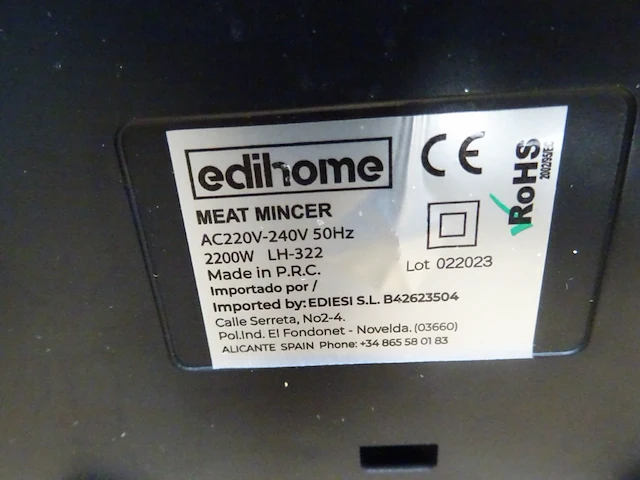 edihome
CE
RoHS
2002/95/EC
MEAT MINCER
AC220V-240V 50Hz
2200W LH-322
Lot 022023
Made in P.R.C.
Importado por /
Imported by: EDIESI S.L. B42623504
Calle Serreta, No2-4.
Pol.Ind. El Fondonet - Novelda. (03660)
ALICANTE SPAIN Phone: +34 865 58 01 83